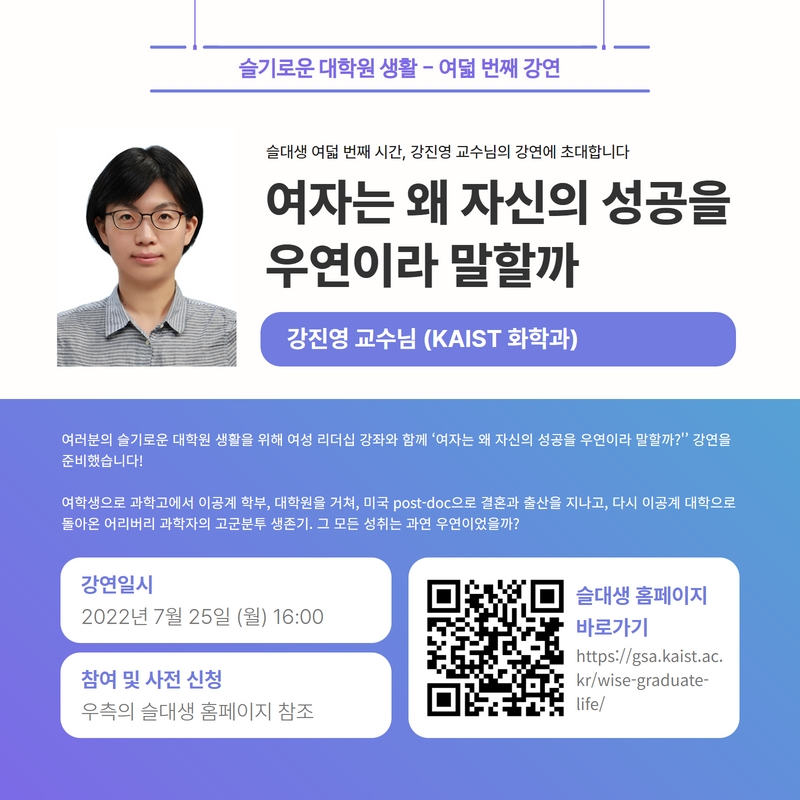 슬기로운 대학원 생활 - 여덟 번째 강연
슬대생 여덟 번째 시간, 강진영 교수님의 강연에 초대합니다
여자는 왜 자신의 성공을
우연이라 말할까
강진영 교수님 (KAIST 화학과)
여러분의 슬기로운 대학원 생활을 위해 여성 리더십 강좌와 함께 ‘여자는 왜 자신의 성공을 우연이라 말할까?’’ 강연을
준비했습니다!
여학생으로 과학고에서 이공계 학부, 대학원을 거쳐, 미국 post-doc으로 결혼과 출산을 지나고, 다시 이공계 대학으로
돌아온 어리버리 과학자의 고군분투 생존기. 그 모든 성취는 과연 우연이었을까?
강연일시
2022년 7월 25일 (월) 16:00
참여 및 사전 신청
우측의 슬대생 홈페이지 참조
슬대생 홈페이지
바로가기
https://gsa.kaist.ac.
kr/wise-graduate-
life/